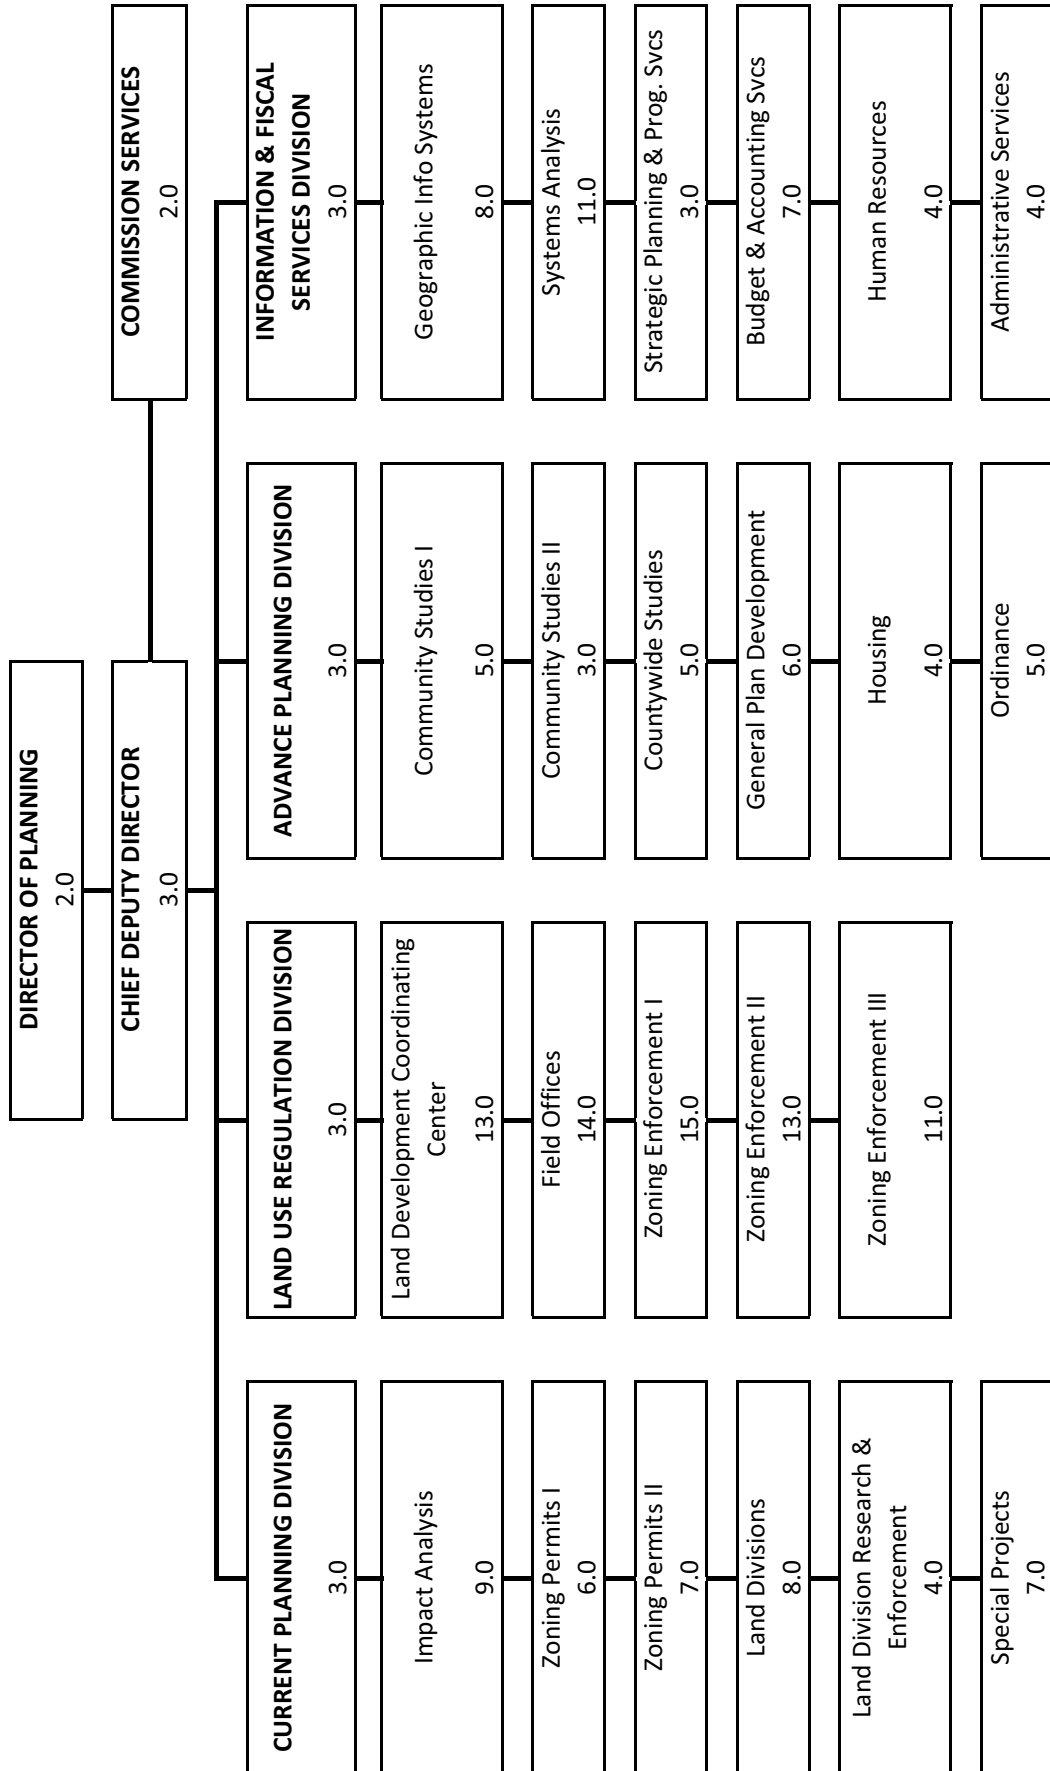 DIRECTOR OF PLANNING
2.0
CHIEF DEPUTY DIRECTOR
3.0
COMMISSION SERVICES
2.0
CURRENT PLANNING DIVISION
3.0
Impact Analysis
9.0
Zoning Permits I
6.0
Zoning Permits II
7.0
Land Divisions
8.0
Land Division Research &
Enforcement
4.0
Special Projects
7.0
LAND USE REGULATION DIVISION
3.0
Land Development Coordinating
Center
13.0
Field Offices
14.0
Zoning Enforcement I
15.0
Zoning Enforcement II
13.0
Zoning Enforcement III
11.0
ADVANCE PLANNING DIVISION
3.0
Community Studies I
5.0
Community Studies II
3.0
Countywide Studies
5.0
General Plan Development
6.0
Housing
4.0
Ordinance
5.0
INFORMATION & FISCAL
SERVICES DIVISION
3.0
Geographic Info Systems
8.0
Systems Analysis
11.0
Strategic Planning & Prog. Svcs
3.0
Budget & Accounting Svcs
7.0
Human Resources
4.0
Administrative Services
4.0